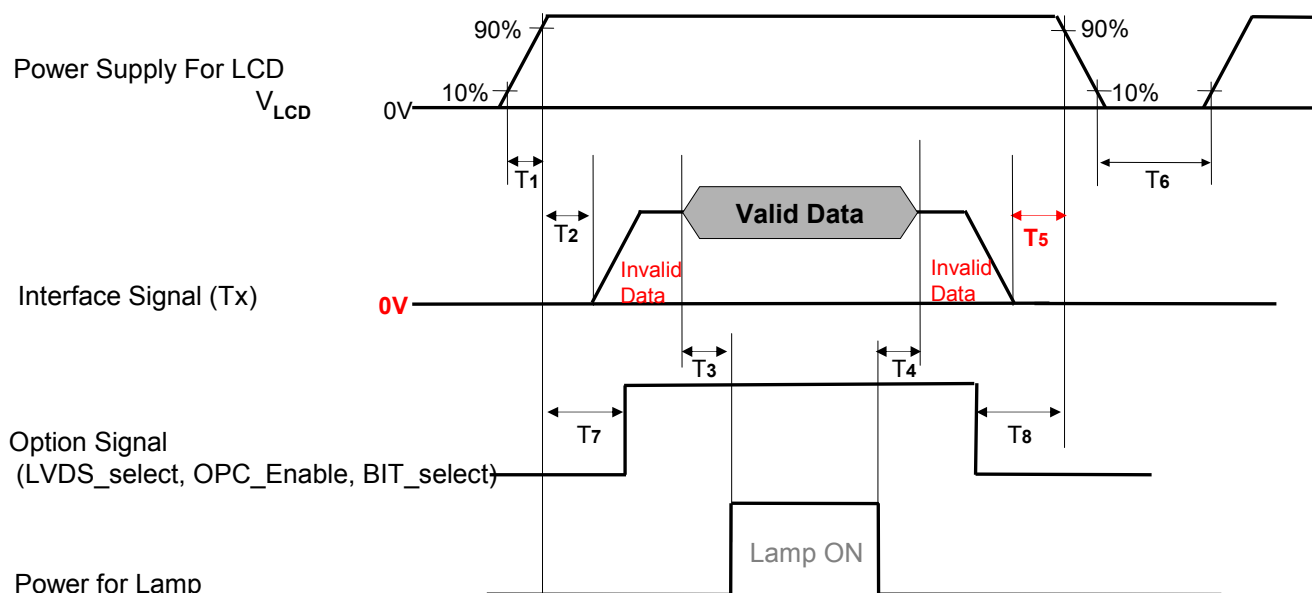 90%
90%
Power Supply For LCD
10%
10%
VLCD
0V
T1
T6
T2
Valid Data
T5
Invalid
Data
Invalid
Data
Interface Signal (Tx)
0V
T3
T4
T7
T8
Option Signal
(LVDS_select, OPC_Enable, BIT_select)
Lamp ON
Power for Lamp